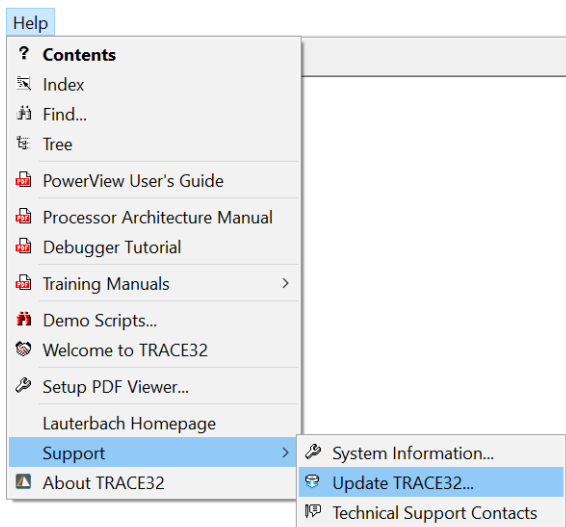 Help
? Contents
Index
Find...
Tree
PowerView User's Guide
Processor Architecture Manual
Debugger Tutorial
Training Manuals
Demo Scripts...
Welcome to TRACE32
Setup PDF Viewer...
Lauterbach Homepage
Support
About TRACE32
System Information...
Update TRACE32...
Technical Support Contacts